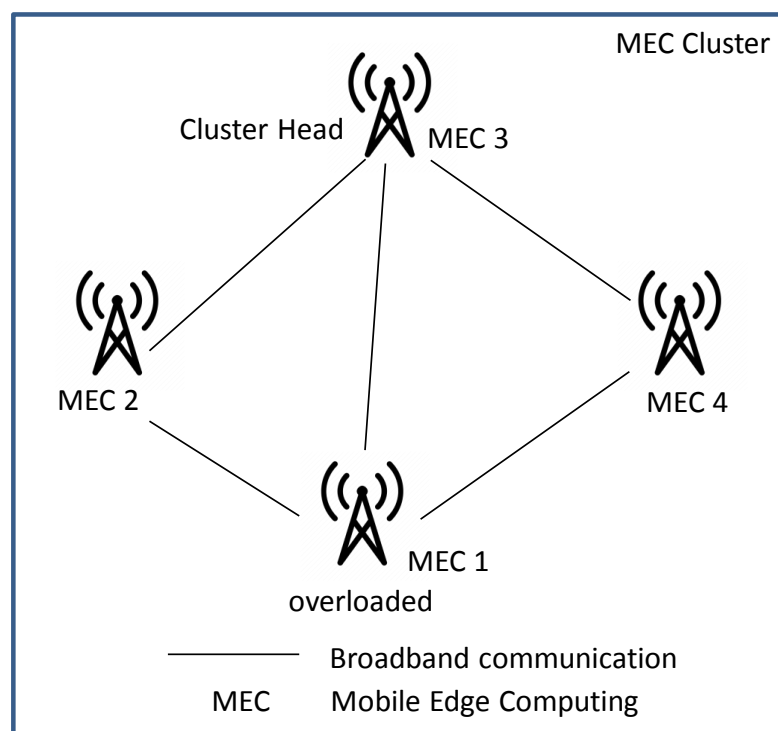 MEC Cluster
Cluster Head
MEC 3
MEC 2
MEC 4
MEC 1
overloaded
Broadband communication
MEC Mobile Edge Computing